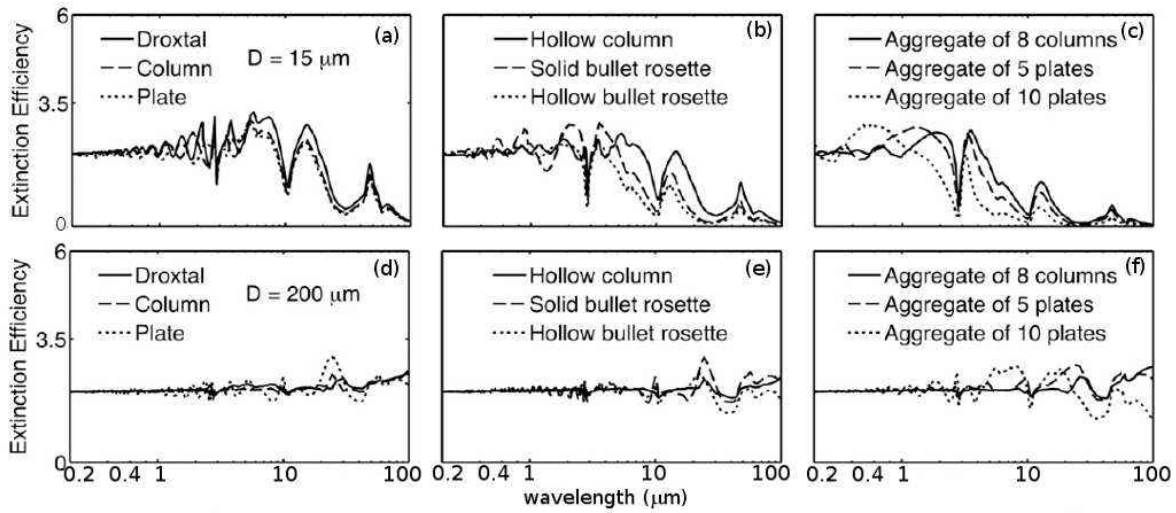 6
(a)
Droxtal
D = 15 μm
Column
Plate
3.5
0
Extinction Efficiency
(b)
Hollow column
Solid bullet rosette
Hollow bullet rosette
(c)
Aggregate of 8 columns
Aggregate of 5 plates
Aggregate of 10 plates
6
(d)
Droxtal
D = 200 μm
Column
Plate
3.5
0
Extinction Efficiency
0.2 0.4 1 10 100
(e)
Hollow column
Solid bullet rosette
Hollow bullet rosette
0.2 0.4 1 10 100
(f)
Aggregate of 8 columns
Aggregate of 5 plates
Aggregate of 10 plates
0.2 0.4 1 10 100
wavelength (μm)